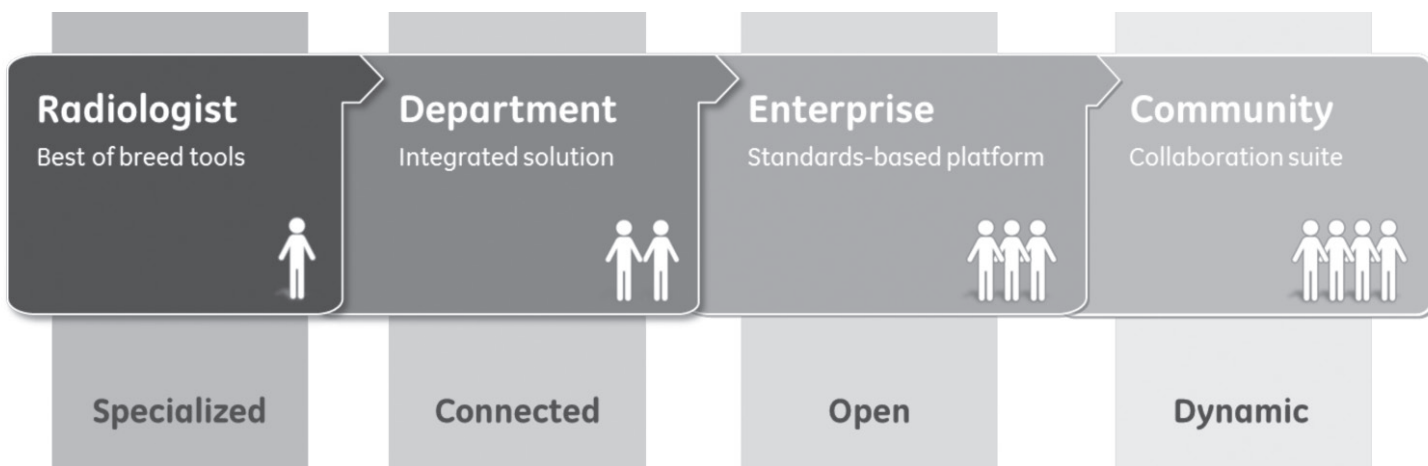 Radiologist
Best of breed tools
Department
Integrated solution
Enterprise
Standards-based platform
Community
Collaboration suite
Specialized
Connected
Open
Dynamic